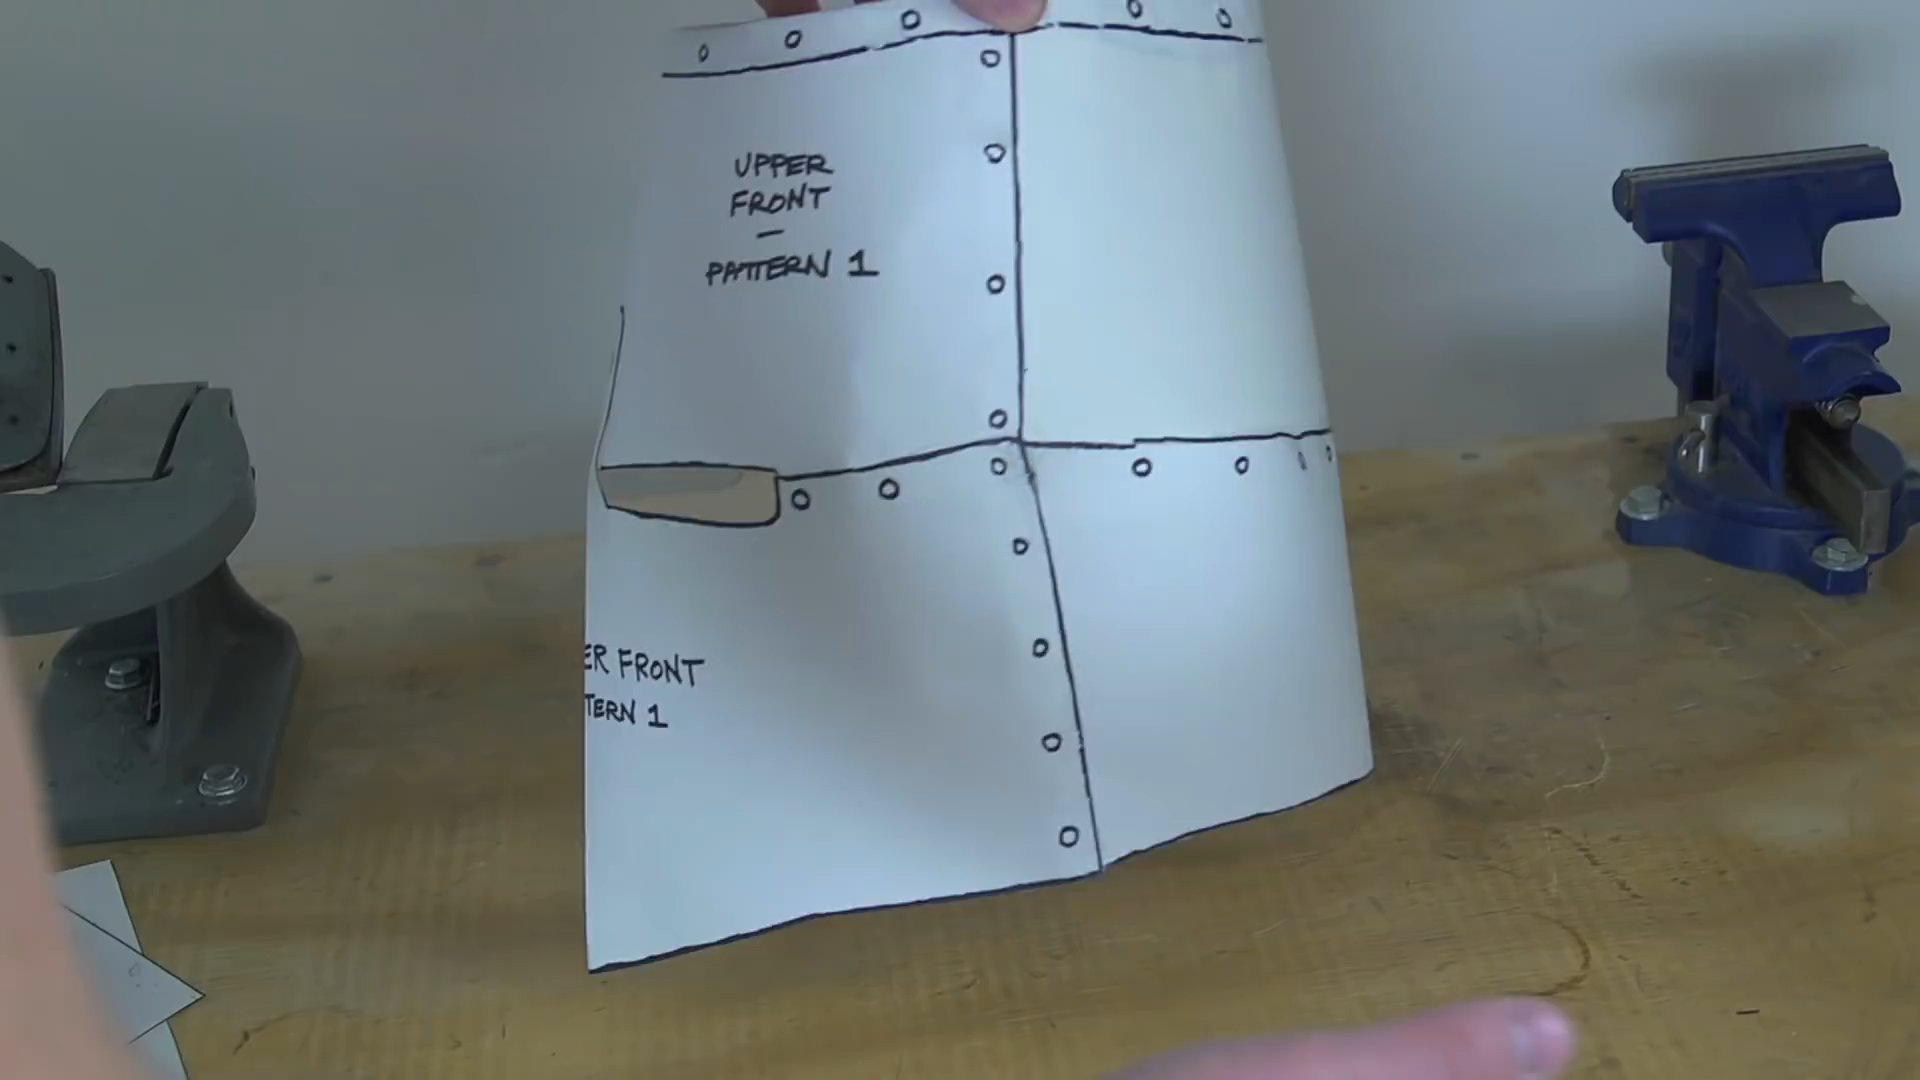 UPPER
FRONT
-
PATTERN 1
ER FRONT
TERN 1